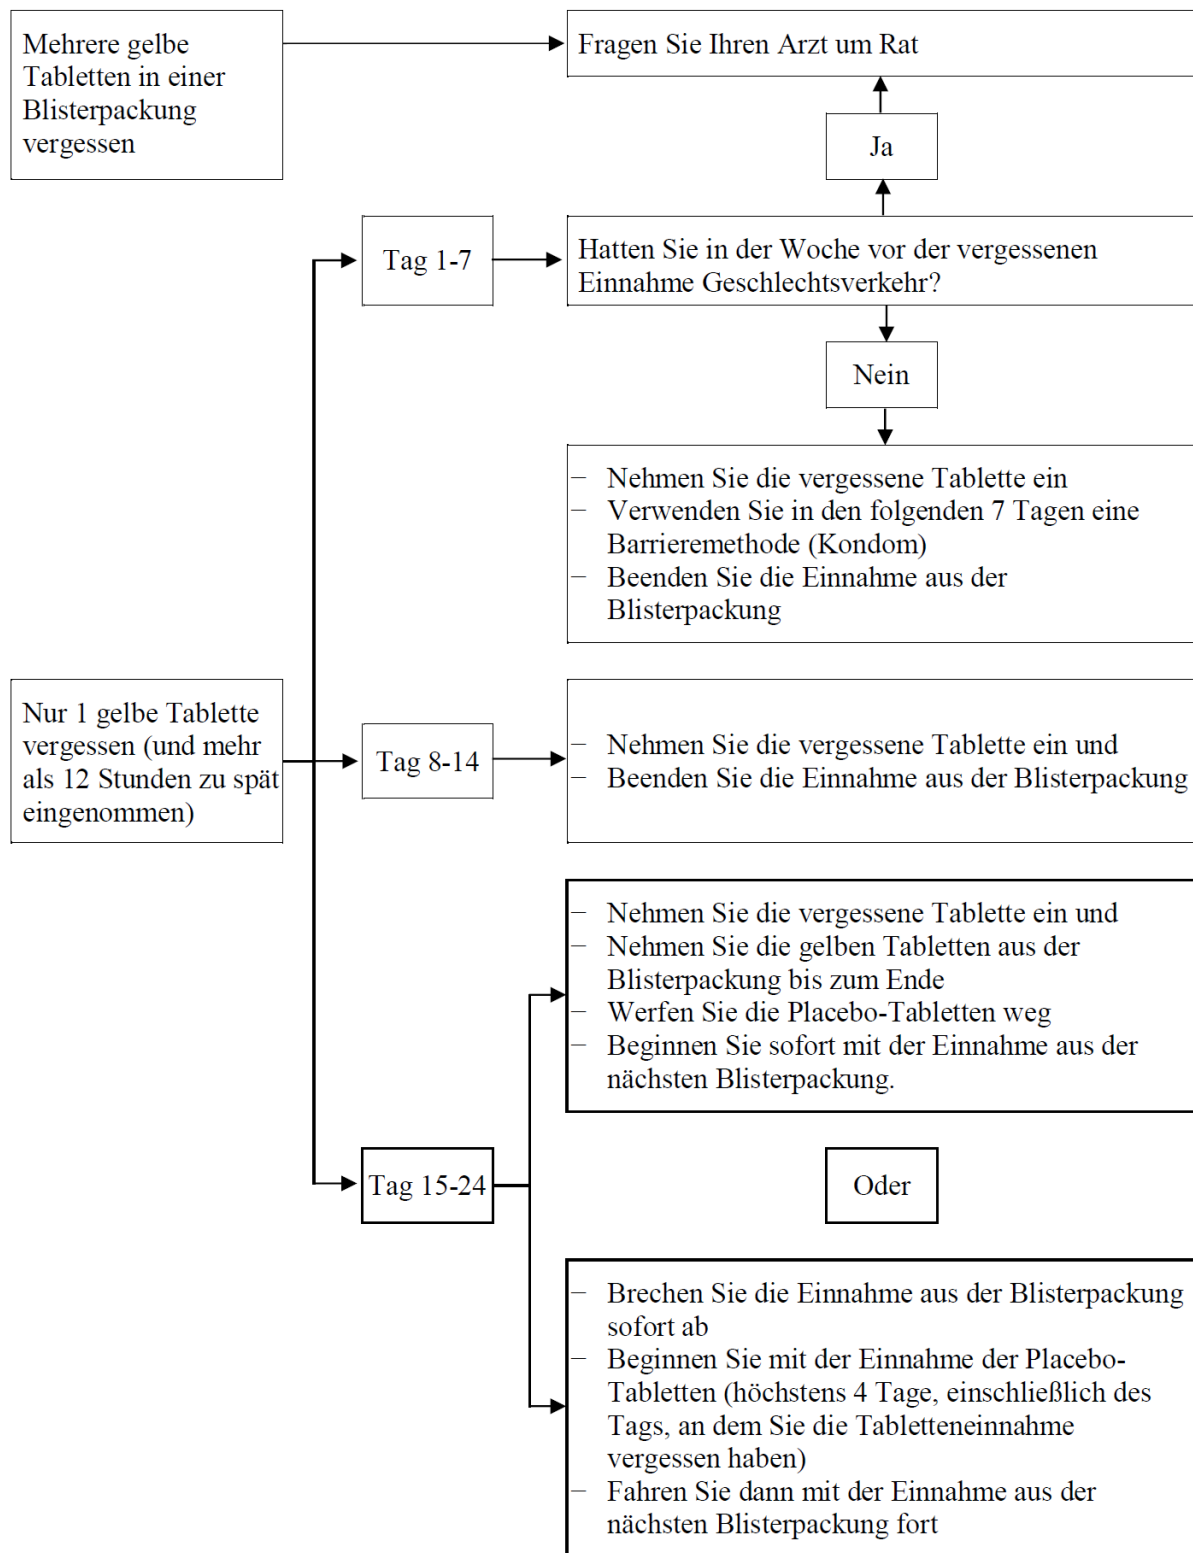 Mehrere gelbe
Tabletten in einer
Blisterpackung
vergessen
Fragen Sie Ihren Arzt um Rat
Ja
Tag 1-7
Hatten Sie in der Woche vor der vergessenen
Einnahme Geschlechtsverkehr?
Nein
– Nehmen Sie die vergessene Tablette ein
– Verwenden Sie in den folgenden 7 Tagen eine
Barrieremethode (Kondom)
– Beenden Sie die Einnahme aus der
Blisterpackung
Nur 1 gelbe Tablette
vergessen (und mehr
als 12 Stunden zu spät
eingenommen)
Tag 8-14
– Nehmen Sie die vergessene Tablette ein und
– Beenden Sie die Einnahme aus der Blisterpackung
– Nehmen Sie die vergessene Tablette ein und
– Nehmen Sie die gelben Tabletten aus der
Blisterpackung bis zum Ende
– Werfen Sie die Placebo-Tabletten weg
– Beginnen Sie sofort mit der Einnahme aus der
nächsten Blisterpackung.
Tag 15-24
Oder
– Brechen Sie die Einnahme aus der Blisterpackung
sofort ab
– Beginnen Sie mit der Einnahme der Placebo-
Tabletten (höchstens 4 Tage, einschließlich des
Tags, an dem Sie die Tabletteneinnahme
vergessen haben)
– Fahren Sie dann mit der Einnahme aus der
nächsten Blisterpackung fort